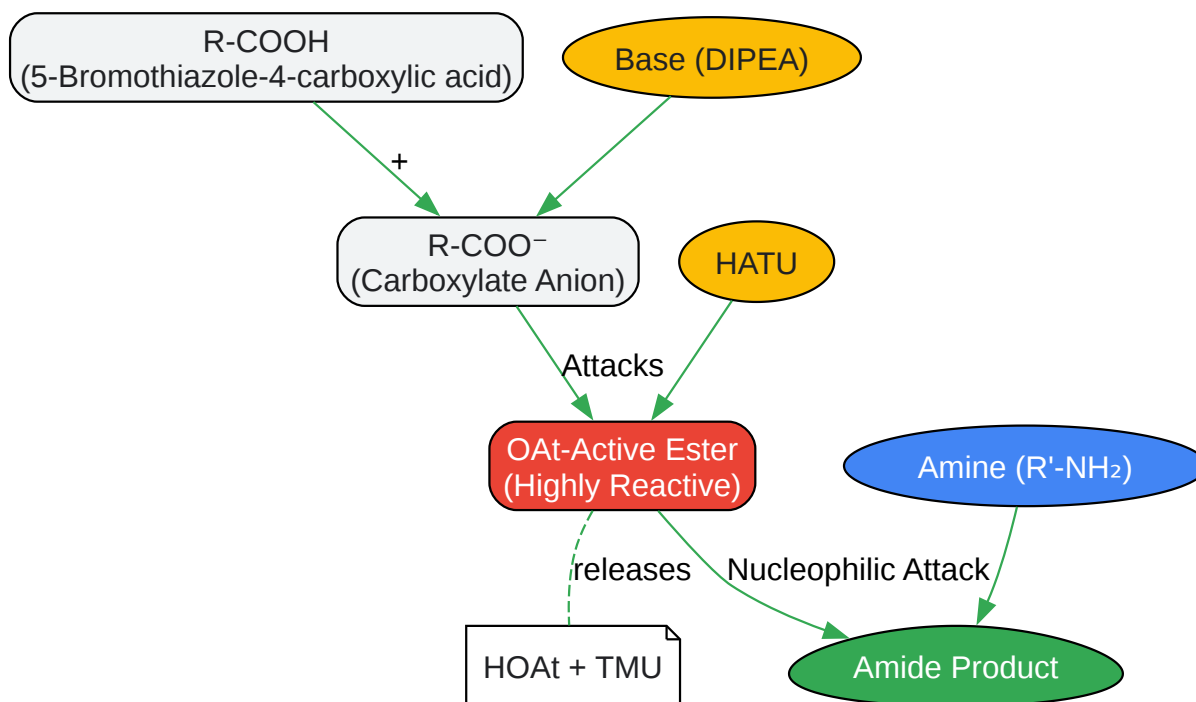 R-COOH
(5-Bromothiazole-4-carboxylic acid)
Base (DIPEA)
+
R-COO⁻
(Carboxylate Anion)
HATU
Attacks
OAt-Active Ester
(Highly Reactive)
Amine (R'-NH₂)
releases
Nucleophilic Attack
HOAt + TMU
Amide Product